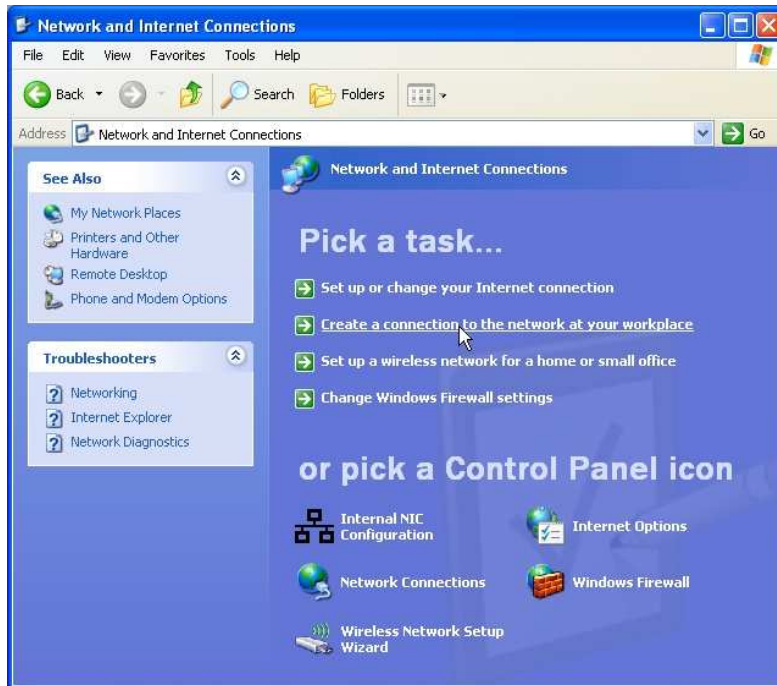 Network and Internet Connections
File Edit View Favorites Tools Help
Back Search Folders
Address Network and Internet Connections Go
See Also
My Network Places
Printers and Other
Hardware
Remote Desktop
Phone and Modem Options
Troubleshooters
Networking
Internet Explorer
Network Diagnostics
Network and Internet Connections
Pick a task...
Set up or change your Internet connection
Create a connection to the network at your workplace
Set up a wireless network for a home or small office
Change Windows Firewall settings
or pick a Control Panel icon
Internal NIC
Configuration
Internet Options
Network Connections
Windows Firewall
Wireless Network Setup
Wizard